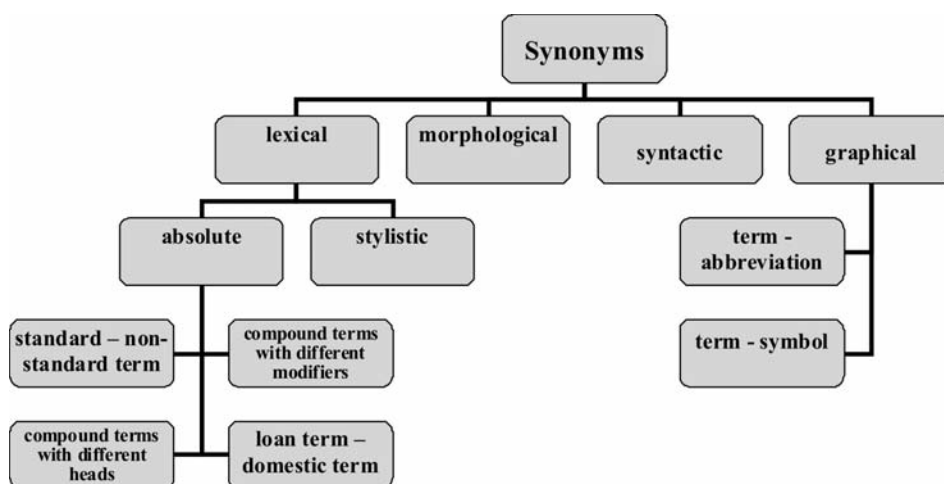 Synonyms
lexical
morphological
syntactic
graphical
absolute
stylistic
term -
abbreviation
standard – non-
standard term
compound terms
with different
modifiers
term - symbol
compound terms
with different
heads
loan term –
domestic term